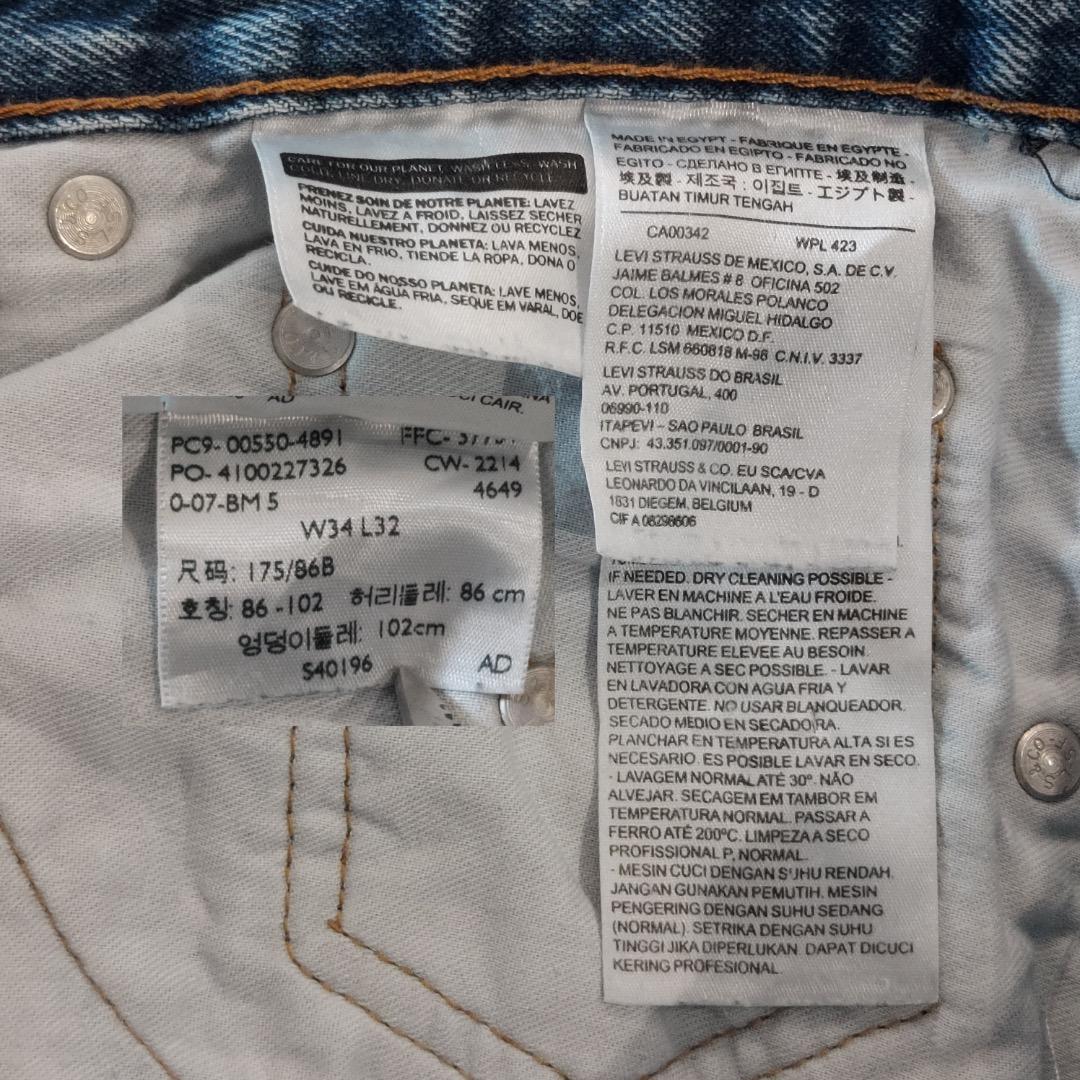 CARE FOR OUR PLANET, WASH LESS, WASH
COLD, LINE DRY, DONATE OR RECYCLE.
PRENEZ SOIN DE NOTRE PLANETE: LAVEZ
MOINS, LAVEZ A FROID, LAISSEZ SECHER
NATURELLEMENT, DONNEZ OU RECYCLEZ
CUIDA NUESTRO PLANETA: LAVA MENOS,
LAVA EN FRIO, TIENDE LA ROPA, DONA O
RECICLA.
CUIDE DO NOSSO PLANETA: LAVE MENOS,
LAVE EM ÁGUA FRIA, SEQUE EM VARAL, DOE
OU RECICLE.
MADE IN EGYPT - FABRIQUE EN EGYPTE -
FABRICADO EN EGIPTO - FABRICADO NO
EGITO - СДЕЛАНО В ЕГИПТЕ - 埃及制造 -
埃及製 - 제조국 : 이집트 - エジプト製 -
BUATAN TIMUR TENGAH
CA00342 WPL 423
LEVI STRAUSS DE MEXICO, S.A. DE C.V.
JAIME BALMES # 8 OFICINA 502
COL. LOS MORALES POLANCO
DELEGACION MIGUEL HIDALGO
C.P. 11510 MEXICO D.F.
R.F.C. LSM 660818 M-98 C.N.I.V. 3337
LEVI STRAUSS DO BRASIL
AV. PORTUGAL, 400
06990-110
ITAPEVI – SAO PAULO BRASIL
CNPJ: 43.351.097/0001-90
LEVI STRAUSS & CO. EU SCA/CVA
LEONARDO DA VINCILAAN, 19 - D
1831 DIEGEM, BELGIUM
CIF A 08298606
IF NEEDED. DRY CLEANING POSSIBLE -
LAVER EN MACHINE A L'EAU FROIDE.
NE PAS BLANCHIR. SECHER EN MACHINE
A TEMPERATURE MOYENNE. REPASSER A
TEMPERATURE ELEVEE AU BESOIN.
NETTOYAGE A SEC POSSIBLE. - LAVAR
EN LAVADORA CON AGUA FRIA Y
DETERGENTE. NO USAR BLANQUEADOR.
SECADO MEDIO EN SECADORA.
PLANCHAR EN TEMPERATURA ALTA SI ES
NECESARIO. ES POSIBLE LAVAR EN SECO.
- LAVAGEM NORMAL ATÉ 30º. NÃO
ALVEJAR. SECAGEM EM TAMBOR EM
TEMPERATURA NORMAL. PASSAR A
FERRO ATÉ 200ºC. LIMPEZA A SECO
PROFISSIONAL P, NORMAL.
- MESIN CUCI DENGAN SUHU RENDAH.
JANGAN GUNAKAN PEMUTIH. MESIN
PENGERING DENGAN SUHU SEDANG
(NORMAL). SETRIKA DENGAN SUHU
TINGGI JIKA DIPERLUKAN. DAPAT DICUCI
KERING PROFESIONAL.
AD CAIR.
PC9- 00550-4891
PO- 4100227326 CW- 2214
0-07-BM 5 4649
W34 L32
尺码: 175/86B
호칭: 86 -102 허리둘레: 86 cm
엉덩이둘레: 102cm
S40196 AD